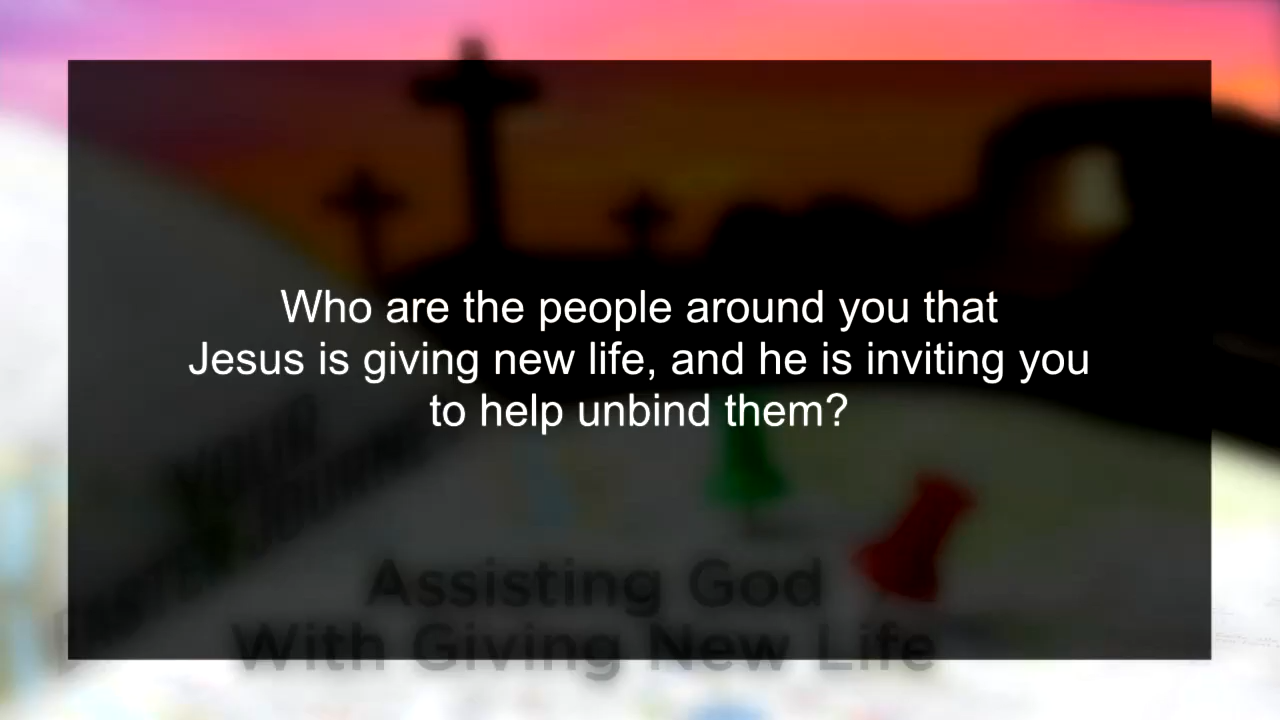 Who are the people around you that
Jesus is giving new life, and he is inviting you
to help unbind them?
YOUR
Assisting God
With Giving New Life